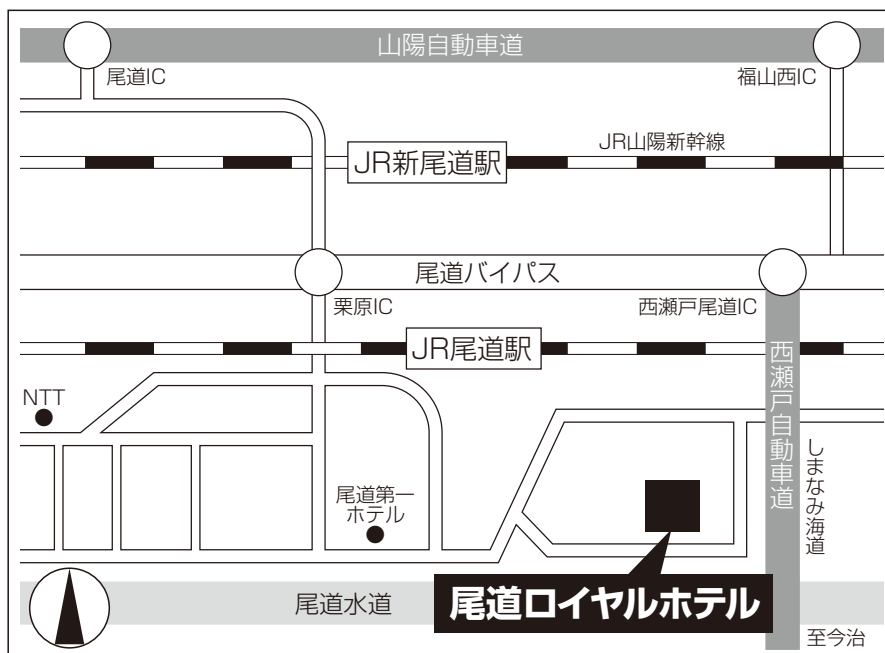 山陽自動車道
尾道IC
福山西IC
JR山陽新幹線
JR新尾道駅
尾道バイパス
栗原IC
西瀬戸尾道IC
JR尾道駅
西瀬戸自動車道
NTT
しまなみ海道
尾道第一
ホテル
尾道水道
尾道ロイヤルホテル
至今治